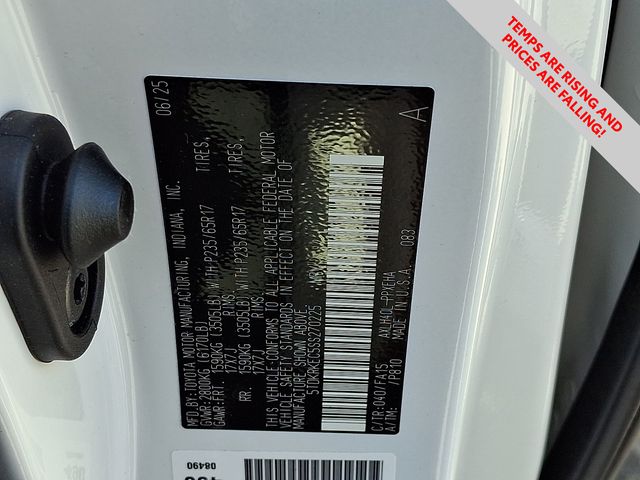 TEMPS ARE RISING AND
PRICES ARE FALLING!
06/25
MFD.BY:TOYOTA MOTOR MANUFACTURING, INDIANA, INC.
GVWR:2800KG (6170LB)
GAWR:FRT. 1590KG (3505LB) WITH P235/65R17 TIRES,
17X7J RIMS
RR. 1590KG (3505LB) WITH P235/65R17 TIRES,
17X7J RIMS
THIS VEHICLE CONFORMS TO ALL APPLICABLE FEDERAL MOTOR
VEHICLE SAFETY STANDARDS IN EFFECT ON THE DATE OF
MANUFACTURE SHOWN ABOVE.
A
C/TR:040/FA15
A/TM: /P810
MADE IN U.S.A. 083
08490